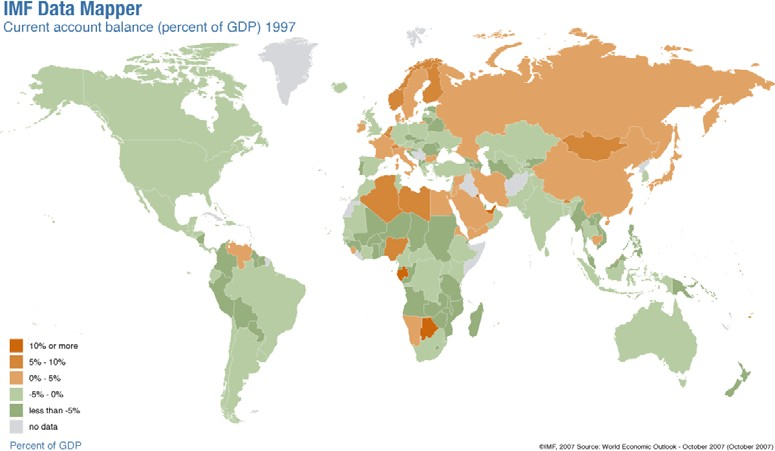 IMF Data Mapper
Current account balance (percent of GDP) 1997
10% or more
5% - 10%
0% - 5%
-5% - 0%
less than -5%
no data
Percent of GDP
©IMF, 2007 Source: World Economic Outlook - October 2007 (October 2007)